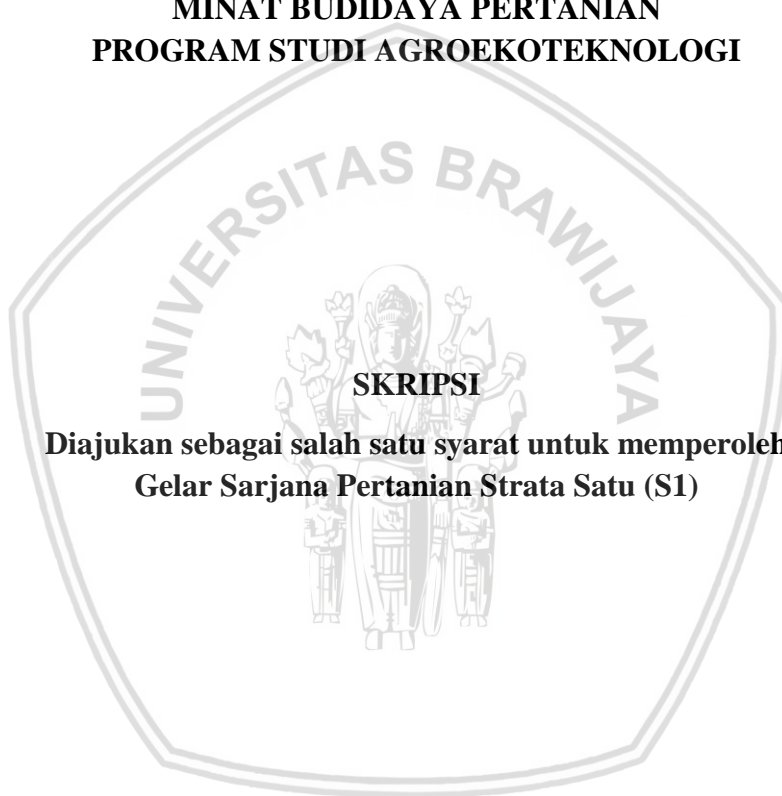 MINAT BUDIDAYA PERTANIAN
PROGRAM STUDI AGROEKOTEKNOLOGI
UNIVERSITAS BRAWIJAYA
SKRIPSI
Diajukan sebagai salah satu syarat untuk memperoleh
Gelar Sarjana Pertanian Strata Satu (S1)